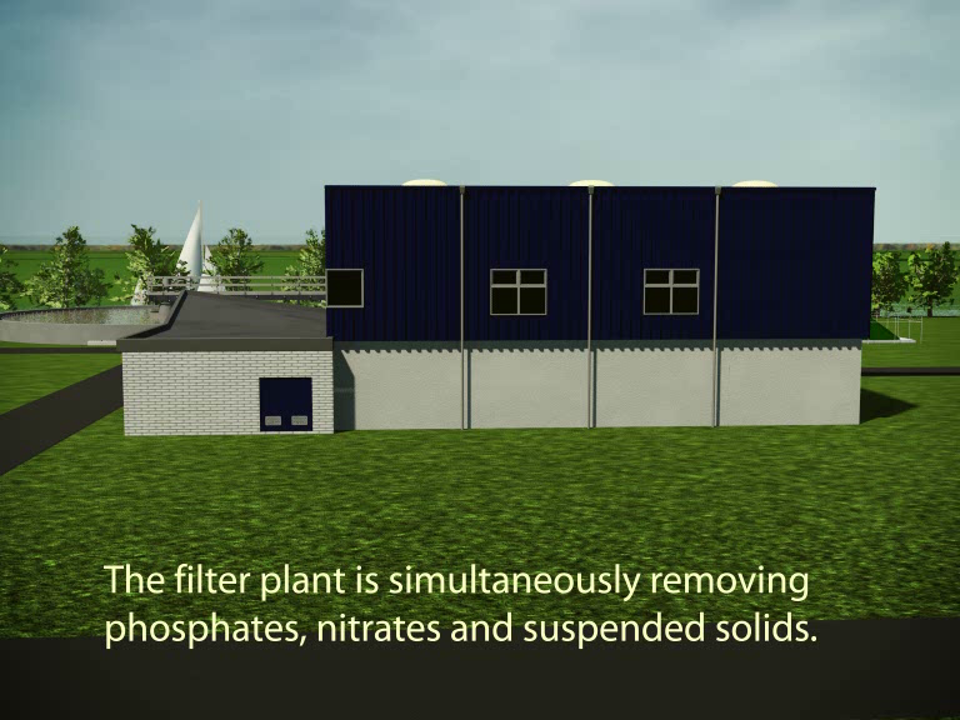 The filter plant is simultaneously removing
phosphates, nitrates and suspended solids.